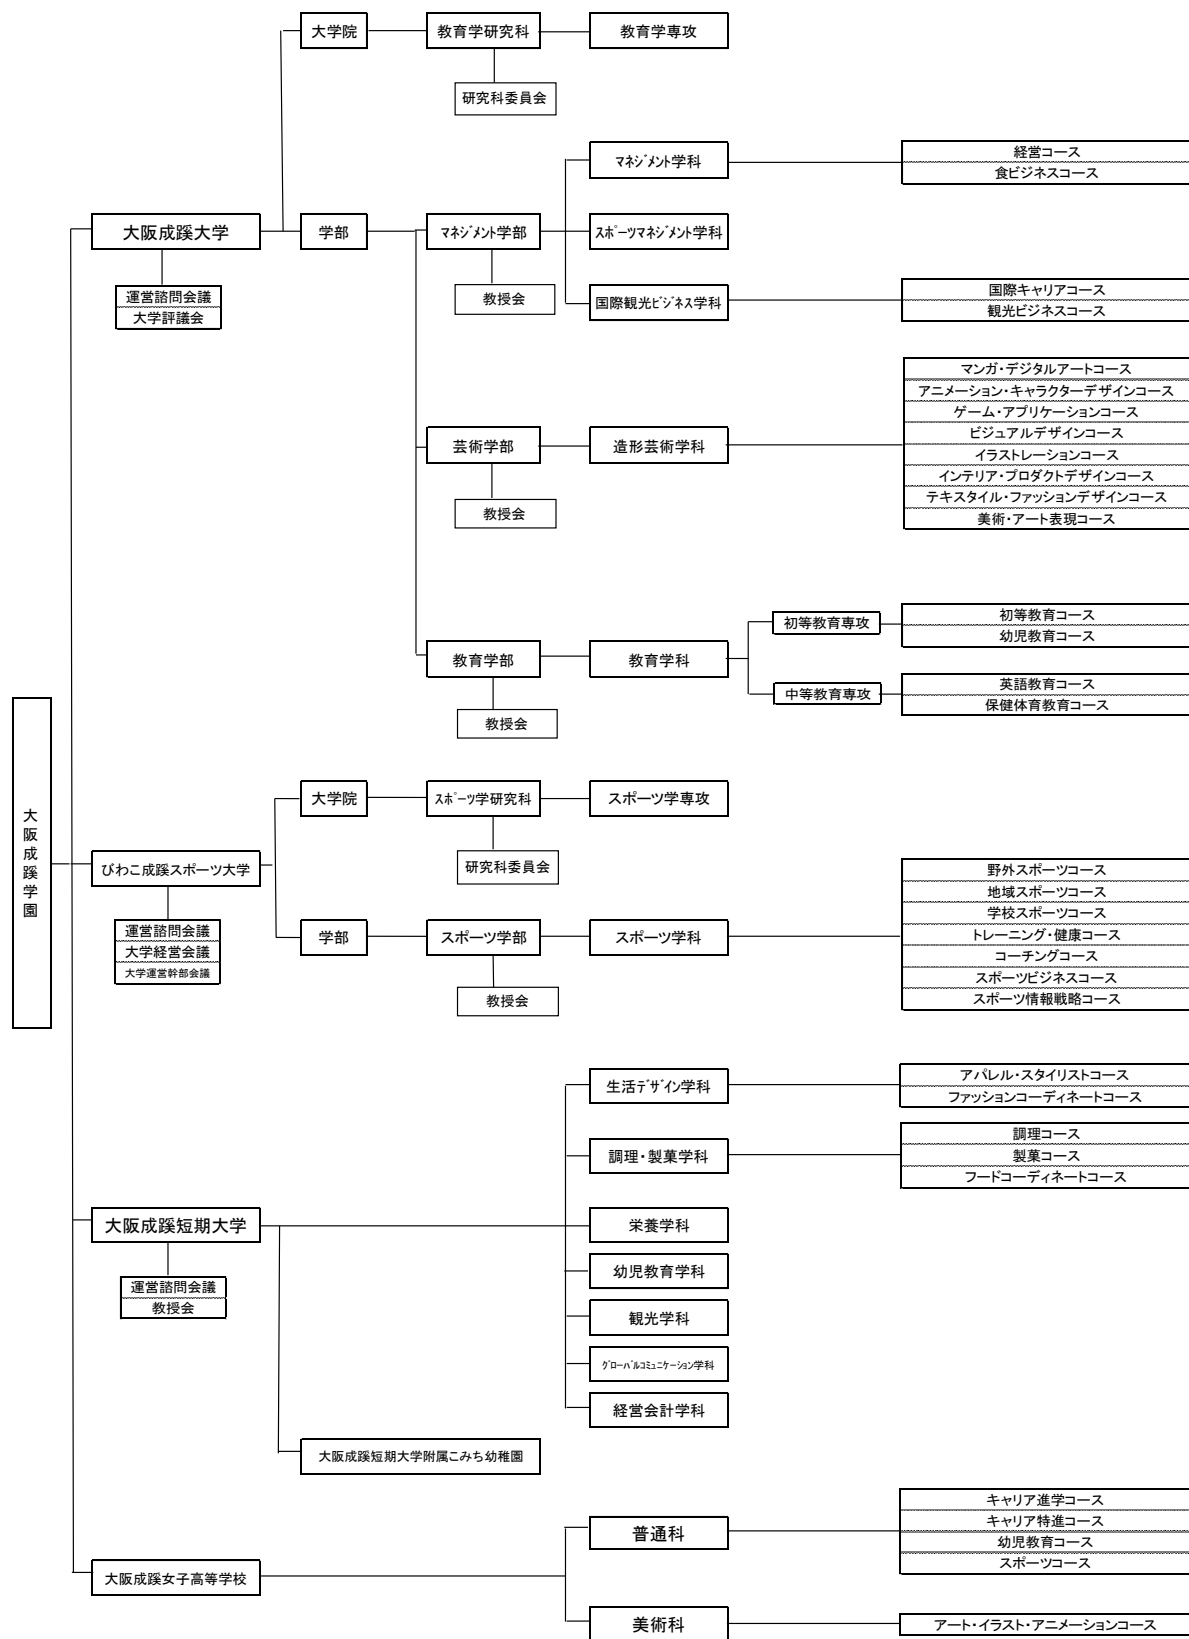 大学院
教育学研究科
教育学専攻
研究科委員会
マネジメント学科
経営コース
食ビジネスコース
大阪成蹊大学
学部
マネジメント学部
スポーツマネジメント学科
運営諮問会議
大学評議会
教授会
国際観光ビジネス学科
国際キャリアコース
観光ビジネスコース
芸術学部
造形芸術学科
教授会
マンガ・デジタルアートコース
アニメーション・キャラクターデザインコース
ゲーム・アプリケーションコース
ビジュアルデザインコース
イラストレーションコース
インテリア・プロダクトデザインコース
テキスタイル・ファッションデザインコース
美術・アート表現コース
教育学部
教育学科
教授会
初等教育専攻
初等教育コース
幼児教育コース
中等教育専攻
英語教育コース
保健体育教育コース
大阪成蹊学園
びわこ成蹊スポーツ大学
運営諮問会議
大学経営会議
大学運営幹部会議
大学院
スポーツ学研究科
スポーツ学専攻
研究科委員会
学部
スポーツ学部
スポーツ学科
教授会
野外スポーツコース
地域スポーツコース
学校スポーツコース
トレーニング・健康コース
コーチングコース
スポーツビジネスコース
スポーツ情報戦略コース
大阪成蹊短期大学
運営諮問会議
教授会
生活デザイン学科
アパレル・スタイリストコース
ファッションコーディネートコース
調理・製菓学科
調理コース
製菓コース
フードコーディネートコース
栄養学科
幼児教育学科
観光学科
グローバルコミュニケーション学科
経営会計学科
大阪成蹊短期大学附属こみち幼稚園
大阪成蹊女子高等学校
普通科
キャリア進学コース
キャリア特進コース
幼児教育コース
スポーツコース
美術科
アート・イラスト・アニメーションコース